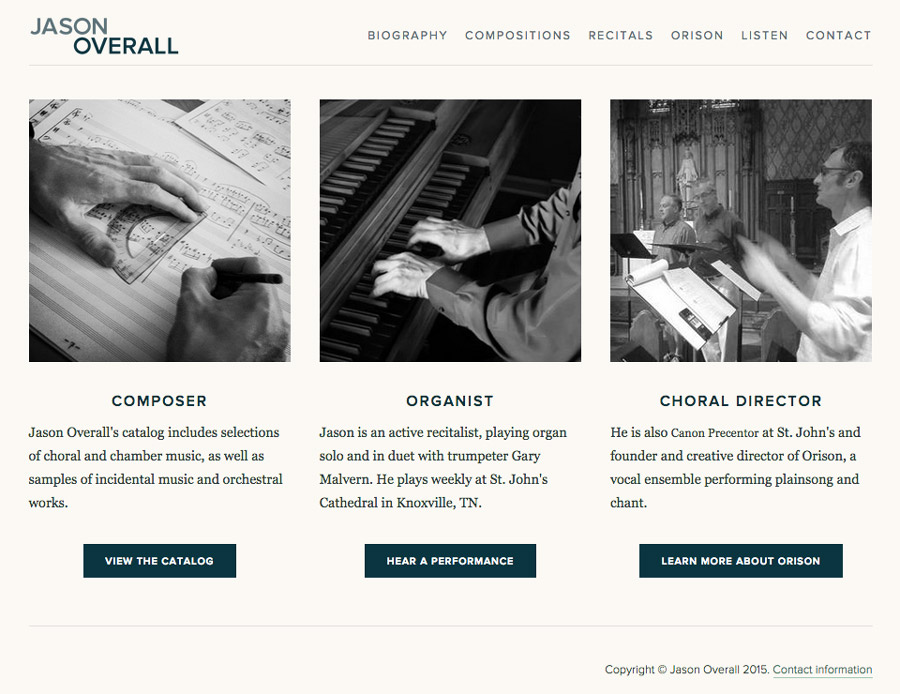 JASON
OVERALL
BIOGRAPHY COMPOSITIONS RECITALS ORISON LISTEN CONTACT
COMPOSER
Jason Overall's catalog includes selections
of choral and chamber music, as well as
samples of incidental music and orchestral
works.
VIEW THE CATALOG
ORGANIST
Jason is an active recitalist, playing organ
solo and in duet with trumpeter Gary
Malvern. He plays weekly at St. John's
Cathedral in Knoxville, TN.
HEAR A PERFORMANCE
CHORAL DIRECTOR
He is also Canon Precentor at St. John's and
founder and creative director of Orison, a
vocal ensemble performing plainsong and
chant.
LEARN MORE ABOUT ORISON
Copyright © Jason Overall 2015. Contact information